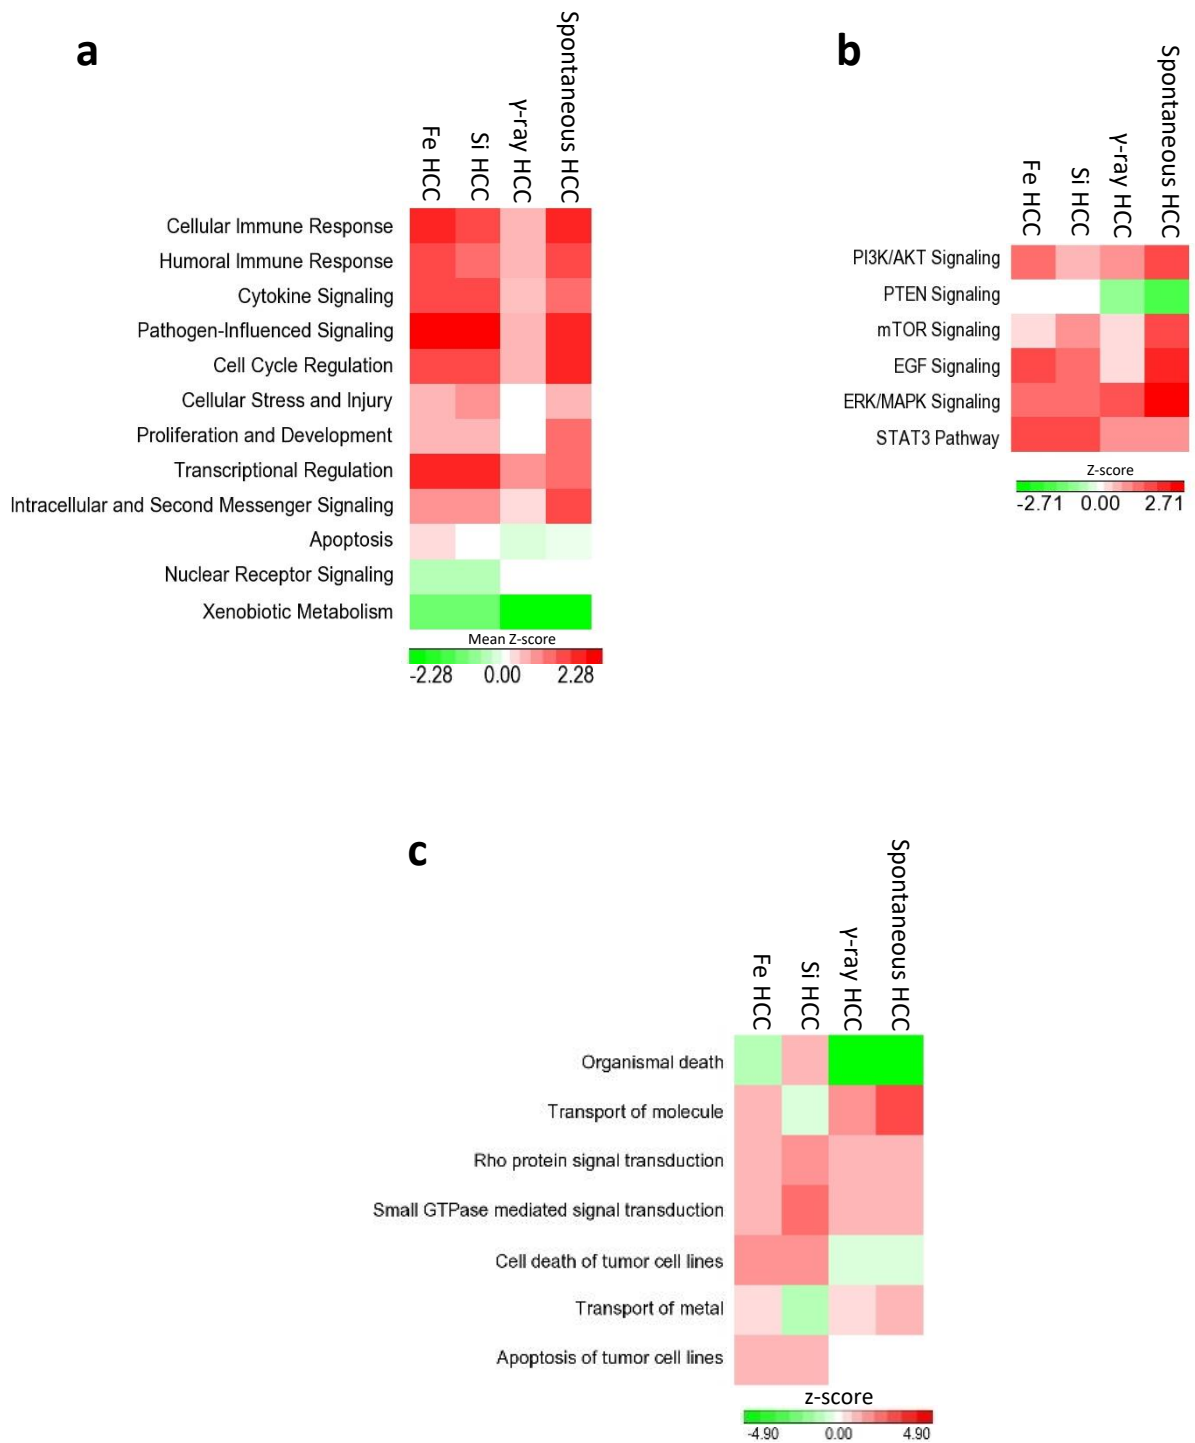 a
Fe HCC
Si HCC
γ-ray HCC
Spontaneous HCC
Cellular Immune Response
Humoral Immune Response
Cytokine Signaling
Pathogen-Influenced Signaling
Cell Cycle Regulation
Cellular Stress and Injury
Proliferation and Development
Transcriptional Regulation
Intracellular and Second Messenger Signaling
Apoptosis
Nuclear Receptor Signaling
Xenobiotic Metabolism
Mean Z-score
-2.28 0.00 2.28
b
Fe HCC
Si HCC
γ-ray HCC
Spontaneous HCC
PI3K/AKT Signaling
PTEN Signaling
mTOR Signaling
EGF Signaling
ERK/MAPK Signaling
STAT3 Pathway
Z-score
-2.71 0.00 2.71
c
Fe HCC
Si HCC
γ-ray HCC
Spontaneous HCC
Organismal death
Transport of molecule
Rho protein signal transduction
Small GTPase mediated signal transduction
Cell death of tumor cell lines
Transport of metal
Apoptosis of tumor cell lines
z-score
-4.90 0.00 4.90